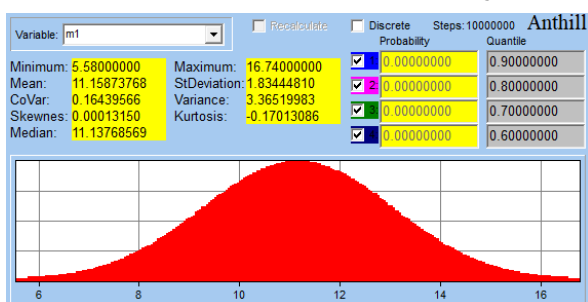 Variable: m1 Recalculate Discrete Steps:10000000 Anthill
Probability Quantile
Minimum: 5.58000000 Maximum: 16.74000000 1: 0.00000000 0.90000000
Mean: 11.15873768 StDeviation: 1.83444810 2: 0.00000000 0.80000000
CoVar: 0.16439566 Variance: 3.36519983 3: 0.00000000 0.70000000
Skewnes: 0.00013150 Kurtosis: -0.17013086
Median: 11.13768569 0.00000000 0.60000000
6 8 10 12 14 16